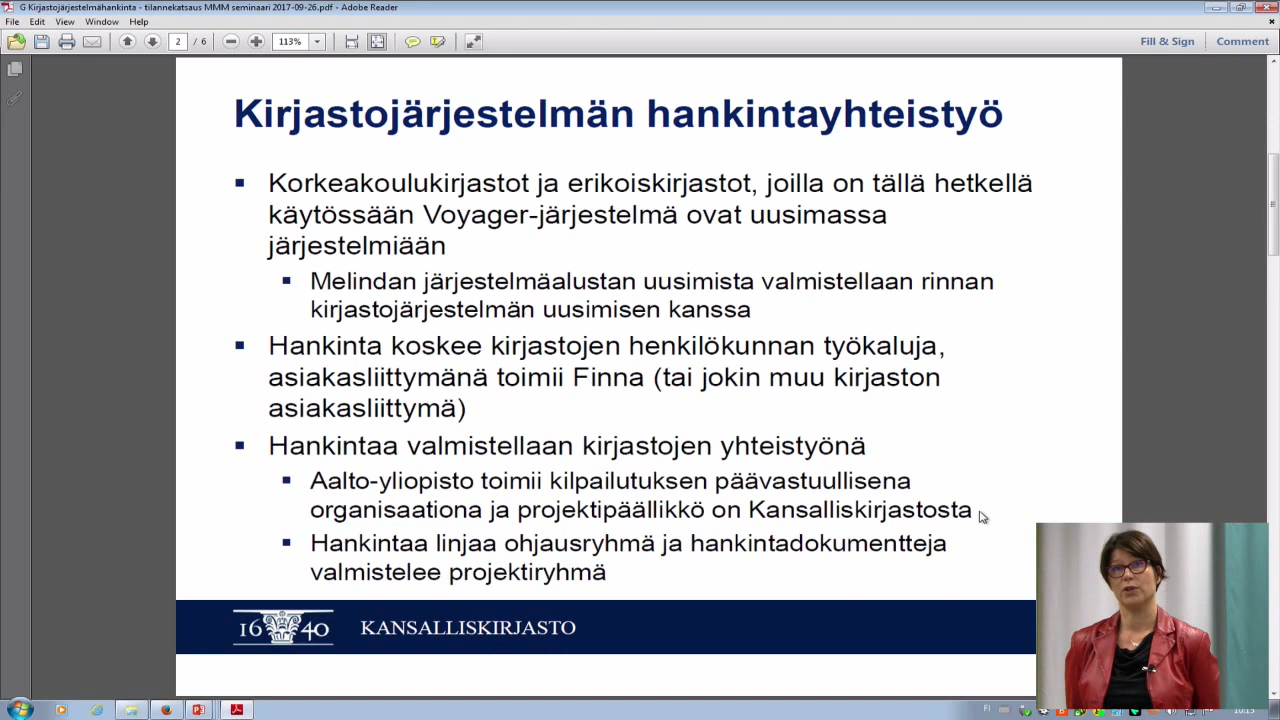 G Kirjastojärjestelmähankinta - tilannekatsaus MMM seminaari 2017-09-26.pdf - Adobe Reader
File Edit View Window Help
2 / 6 113% Fill & Sign Comment
Kirjastojärjestelmän hankintayhteistyö
Korkeakoulukirjastot ja erikoiskirjastot, joilla on tällä hetkellä
käytössään Voyager-järjestelmä ovat uusimassa
järjestelmiään
Melindan järjestelmäalustan uusimista valmistellaan rinnan
kirjastojärjestelmän uusimisen kanssa
Hankinta koskee kirjastojen henkilökunnan työkaluja,
asiakasliittymänä toimii Finna (tai jokin muu kirjaston
asiakasliittymä)
Hankintaa valmistellaan kirjastojen yhteistyönä
Aalto-yliopisto toimii kilpailutuksen päävastuullisena
organisaationa ja projektipäällikkö on Kansalliskirjastosta
Hankintaa linjaa ohjausryhmä ja hankintadokumentteja
valmistelee projektiryhmä
1640 KANSALLISKIRJASTO
FI